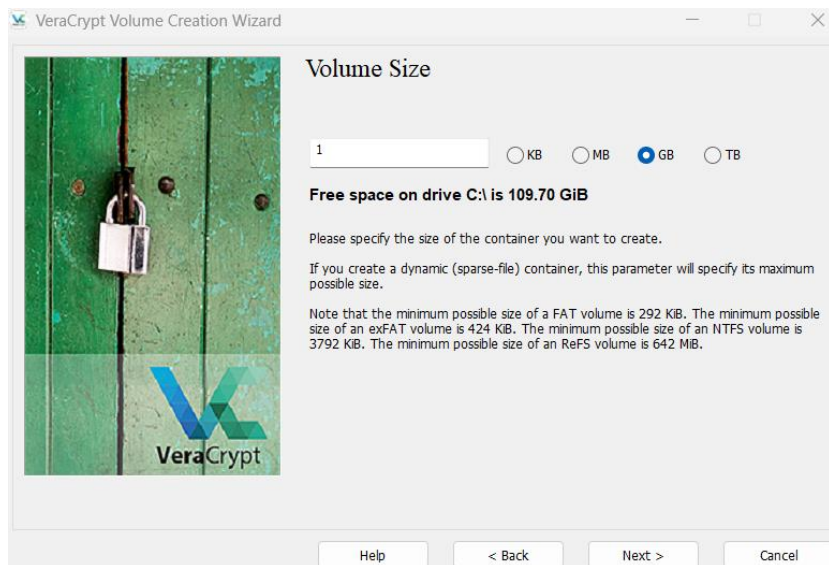 VeraCrypt Volume Creation Wizard
Volume Size
1
KB MB GB TB
Free space on drive C:\ is 109.70 GiB
Please specify the size of the container you want to create.
If you create a dynamic (sparse-file) container, this parameter will specify its maximum
possible size.
Note that the minimum possible size of a FAT volume is 292 KiB. The minimum possible
size of an exFAT volume is 424 KiB. The minimum possible size of an NTFS volume is
3792 KiB. The minimum possible size of an ReFS volume is 642 MiB.
VeraCrypt
Help < Back Next > Cancel